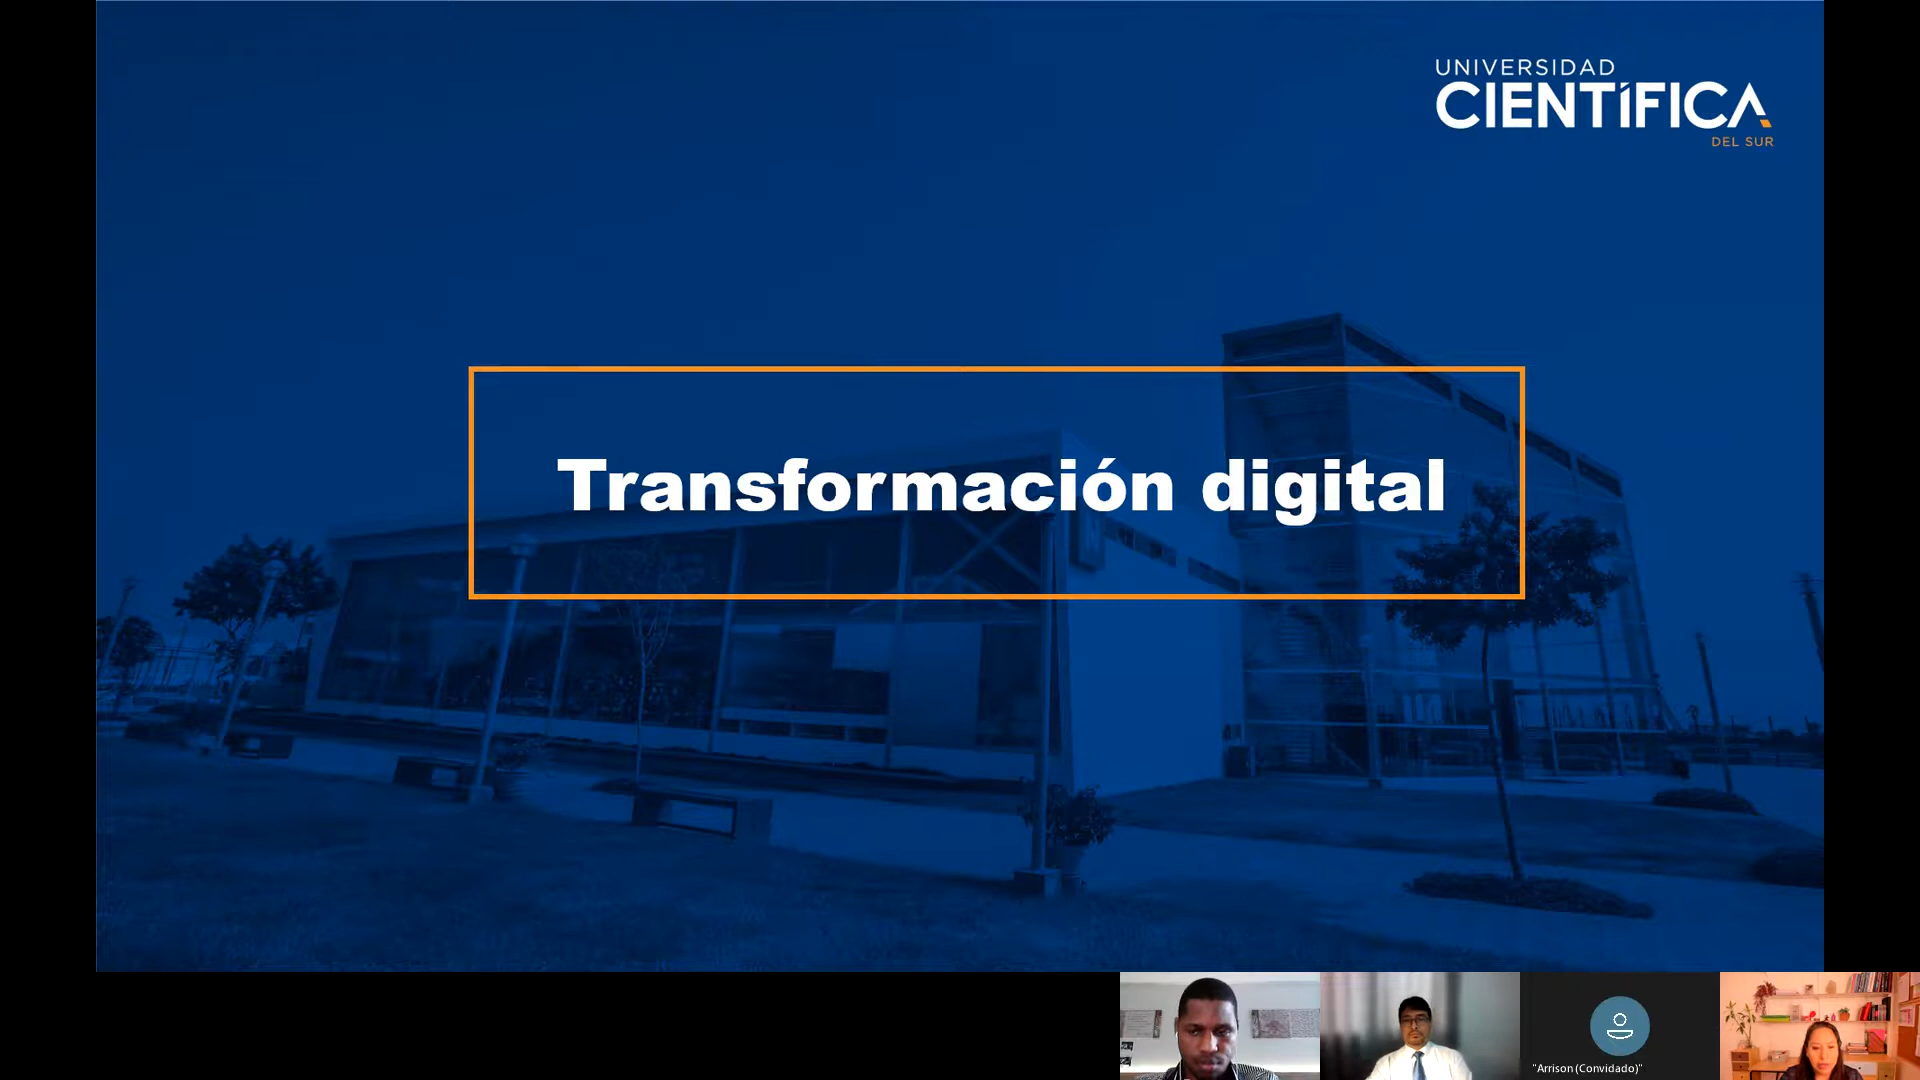 UNIVERSIDAD
CIENTÍFICA
DEL SUR
Transformación digital
"Arrison (Convidado)"